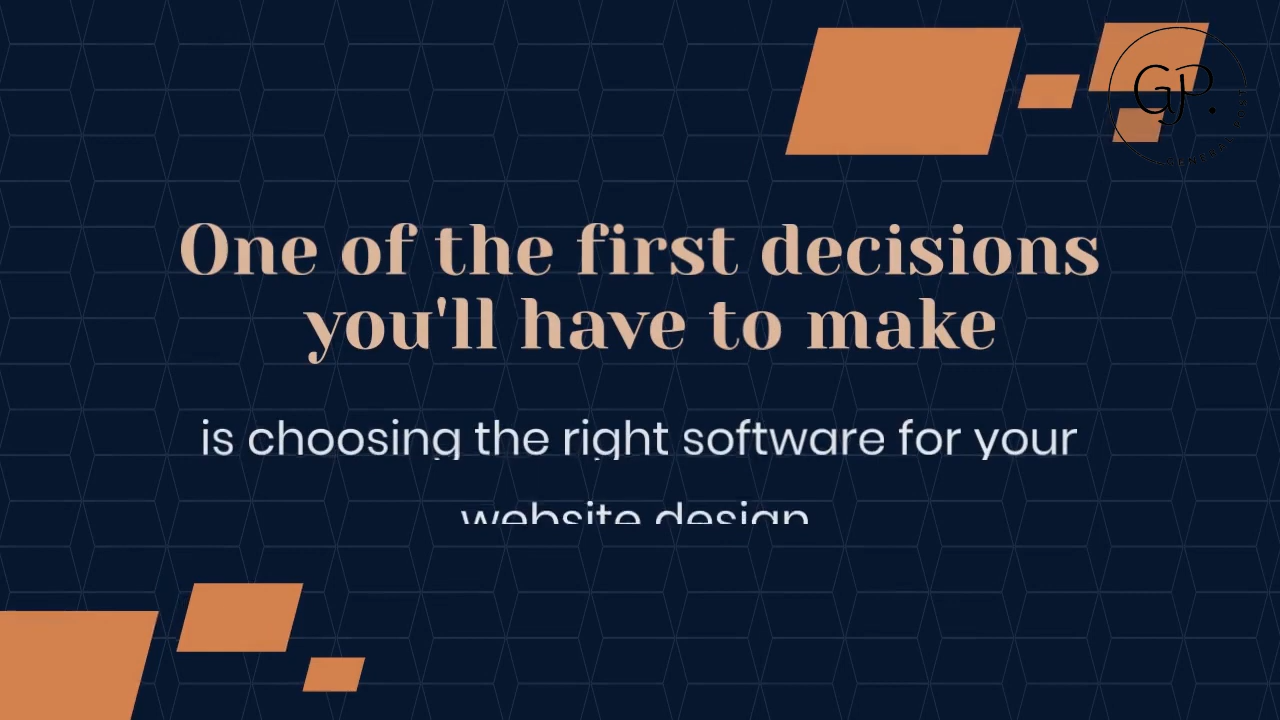 GP.
One of the first decisions
you'll have to make
is choosing the right software for your
website design